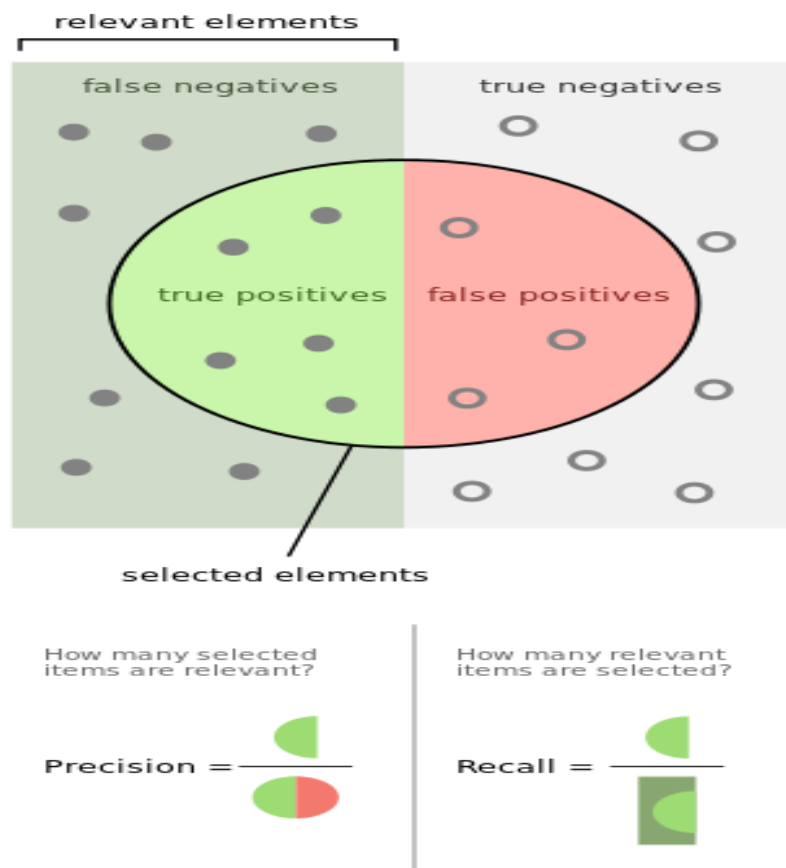 relevant elements
false negatives
true negatives
true positives
false positives
selected elements
How many selected
items are relevant?
How many relevant
items are selected?
Precision =
Recall =